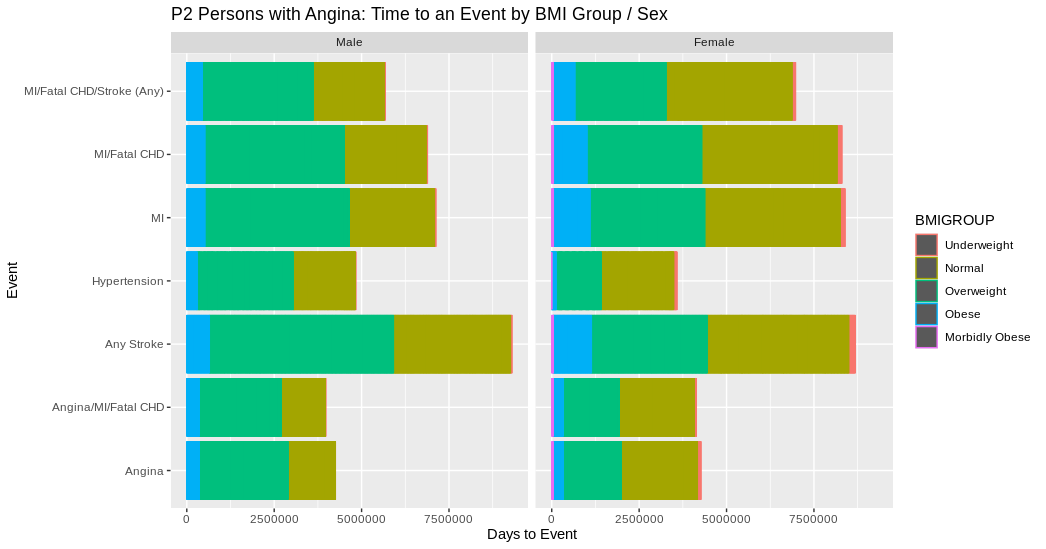 P2 Persons with Angina: Time to an Event by BMI Group / Sex
Male
Female
MI/Fatal CHD/Stroke (Any)
MI/Fatal CHD
MI
Hypertension
Any Stroke
Angina/MI/Fatal CHD
Angina
Event
0 2500000 5000000 7500000
0 2500000 5000000 7500000
Days to Event
BMIGROUP
Underweight
Normal
Overweight
Obese
Morbidly Obese